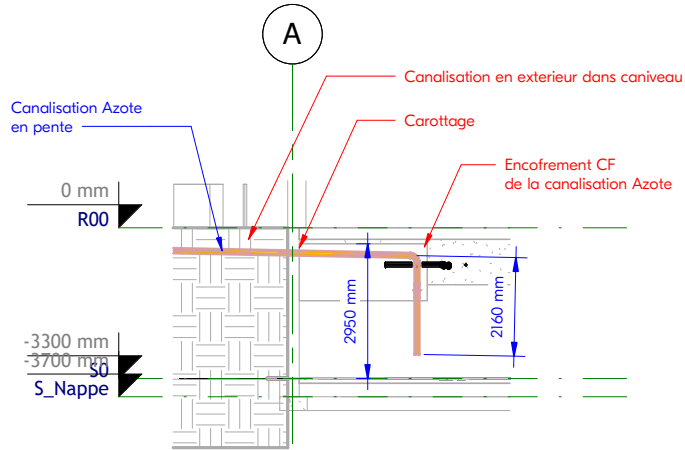 A
Canalisation en exterieur dans caniveau
Canalisation Azote
en pente
Carottage
Encofrement CF
de la canalisation Azote
0 mm
R00
2950 mm
2160 mm
-3300 mm
S0
-3700 mm
S_Nappe